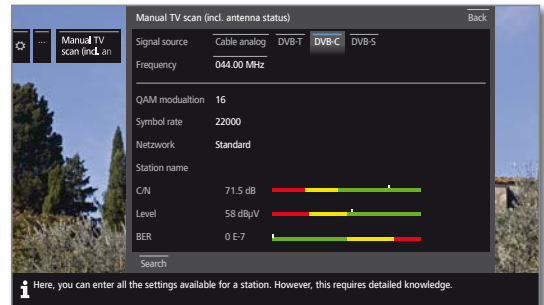 Manual TV scan (incl. antenna status) Back
... Manual TV
scan (incl. an
Signal source Cable analog DVB-T DVB-C DVB-S
Frequency 044.00 MHz
QAM modualtion 16
Symbol rate 22000
Netzwork Standard
Station name
C/N 71.5 dB
Level 58 dBµV
BER 0 E-7
Search
i Here, you can enter all the settings available for a station. However, this requires detailed knowledge.